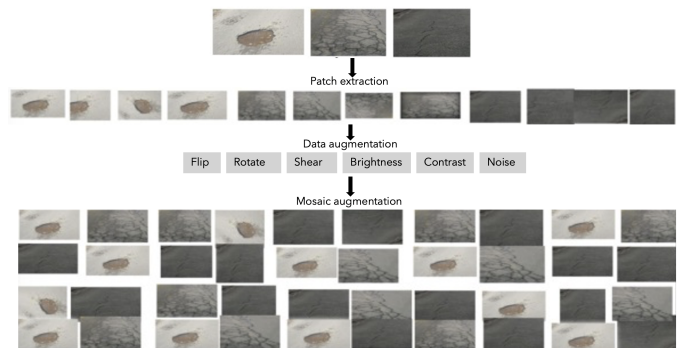 Patch extraction
Data augmentation
Flip Rotate Shear Brightness Contrast Noise
Mosaic augmentation